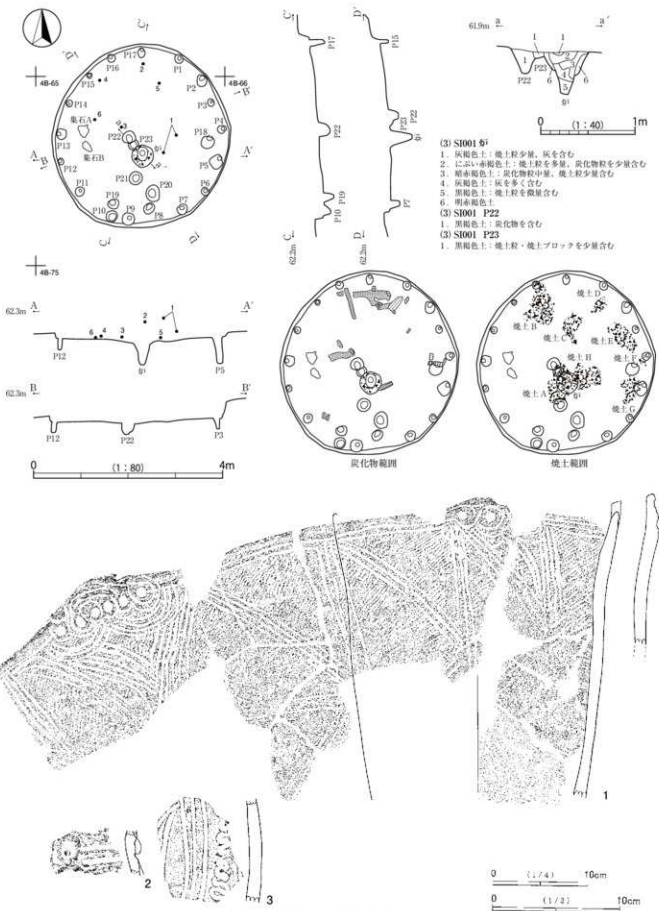 C'
P17
P16
2
P1
D'
P15
4
5
P2
4B-65
4B-66
B'
P14
P3
6
集石A
P4
3
P22
P23
1
P18
P13
集石B
炉
A
B
P12
P5
A'
P21
P11
P20
P6
P19
P10
P9
P8
P7
C
D
4B-75
C'
D'
P17
P15
P22
P22
P23
炉
P19
P10
P7
C
D
62.2m
62.2m
61.9m
a
a'
1
1
2
1
3
6
4
6
5
P22
P23
炉
0
(1:40)
1m
(3) SI001 炉
1. 灰褐色土:焼土粒少量、灰を含む
2. にぶい赤褐色土:焼土粒を多量、炭化物粒を少量含む
3. 暗赤褐色土:炭化物粒中量、焼土粒少量含む
4. 灰褐色土:灰を多く含む
5. 黒褐色土:焼土粒を微量含む
6. 明赤褐色土
(3) SI001 P22
1. 黒褐色土:炭化物を含む
(3) SI001 P23
1. 黒褐色土:焼土粒・焼土ブロックを少量含む
62.3m
A
A'
2
1
6
4
3
5
P12
炉
P5
62.3m
B
B'
P12
P22
P3
0
(1:80)
4m
炭化物範囲
焼土B
焼土D
焼土C
焼土E
焼土F
焼土H
焼土A
炉
焼土G
焼土範囲
1
2
3
0
(1/4)
10cm
0
(1/3)
10cm